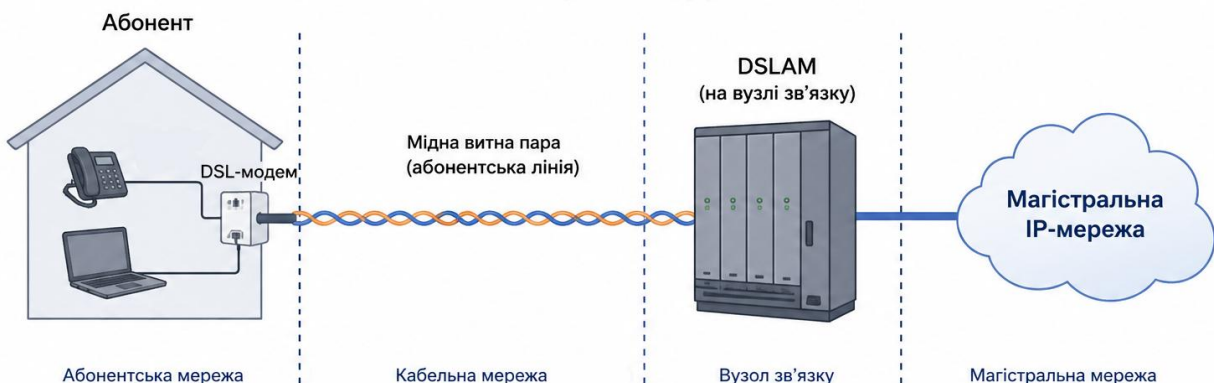 Абонент
DSL-модем
Мідна витна пара
(абонентська лінія)
DSLAM
(на вузлі зв'язку)
Магістральна
IP-мережа
Абонентська мережа
Кабельна мережа
Вузол зв'язку
Магістральна мережа